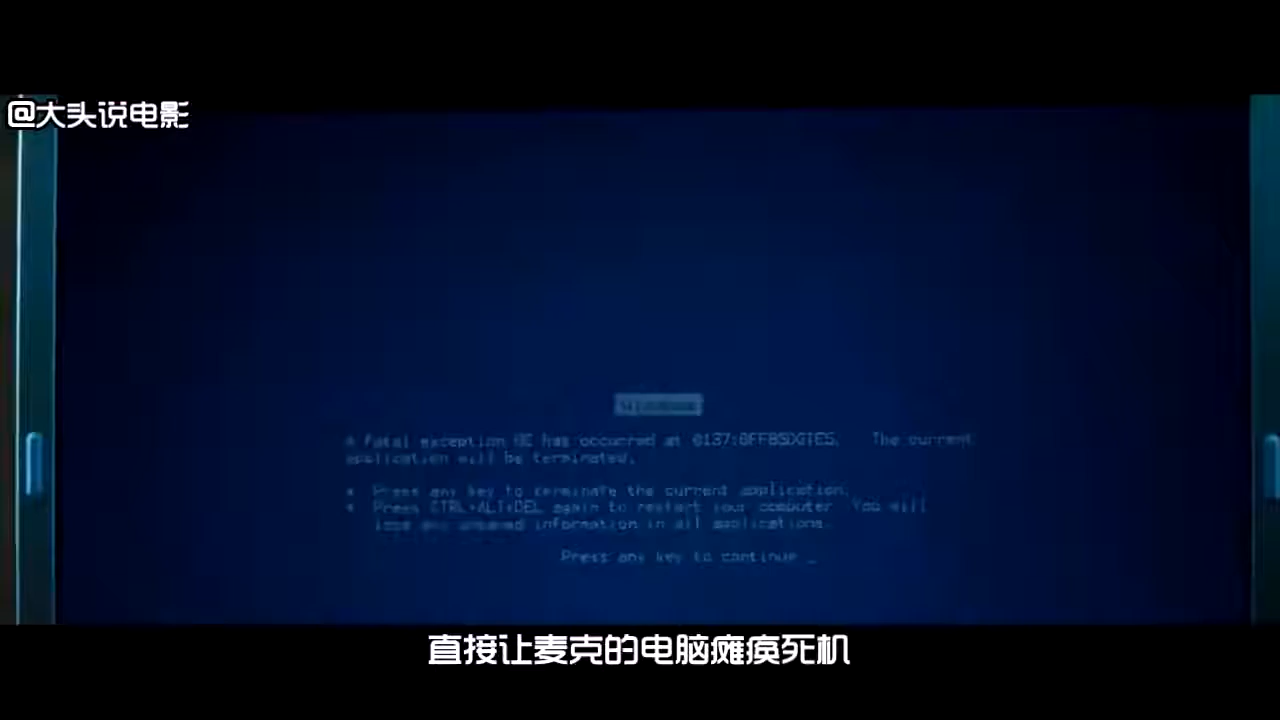 @大头说电影
A fatal exception 0E has occurred at 0137:BFF85DGIES. The current
application will be terminated.
* Press any key to terminate the current application.
* Press CTRL+ALT+DEL again to restart your computer. You will
lose any unsaved information in all applications.
Press any key to continue _
直接让麦克的电脑瘫痪死机